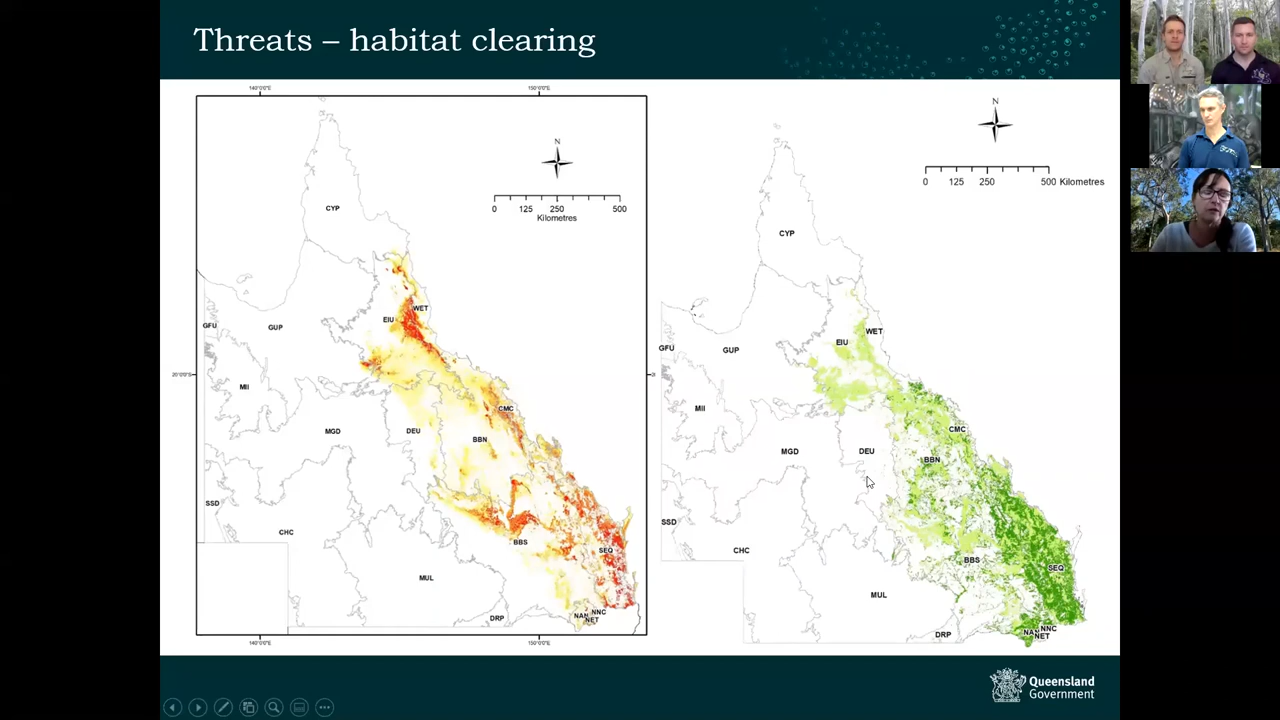 Threats – habitat clearing
140°0'0"E
150°0'0"E
N
0 125 250 500
Kilometres
CYP
WET
EIU
GFU
GUP
20°0'0"S
MII
CMC
MGD
DEU
BBN
SSD
CHC
BBS
SEQ
MUL
NAN
NNC
NET
DRP
140°0'0"E
150°0'0"E
N
0 125 250 500 Kilometres
CYP
WET
EIU
GFU
GUP
MII
CMC
MGD
DEU
BBN
SSD
CHC
BBS
SEQ
MUL
NNC
NET
DRP
Queensland
Government